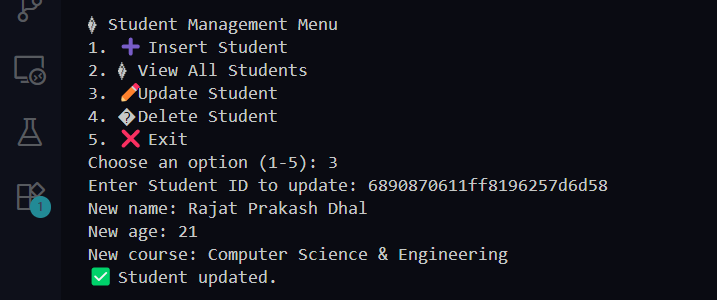 � Student Management Menu
1. ➕ Insert Student
2. � View All Students
3. ✏️Update Student
4. �Delete Student
5. ❌ Exit
Choose an option (1-5): 3
Enter Student ID to update: 6890870611ff8196257d6d58
New name: Rajat Prakash Dhal
New age: 21
New course: Computer Science & Engineering
✅ Student updated.
1